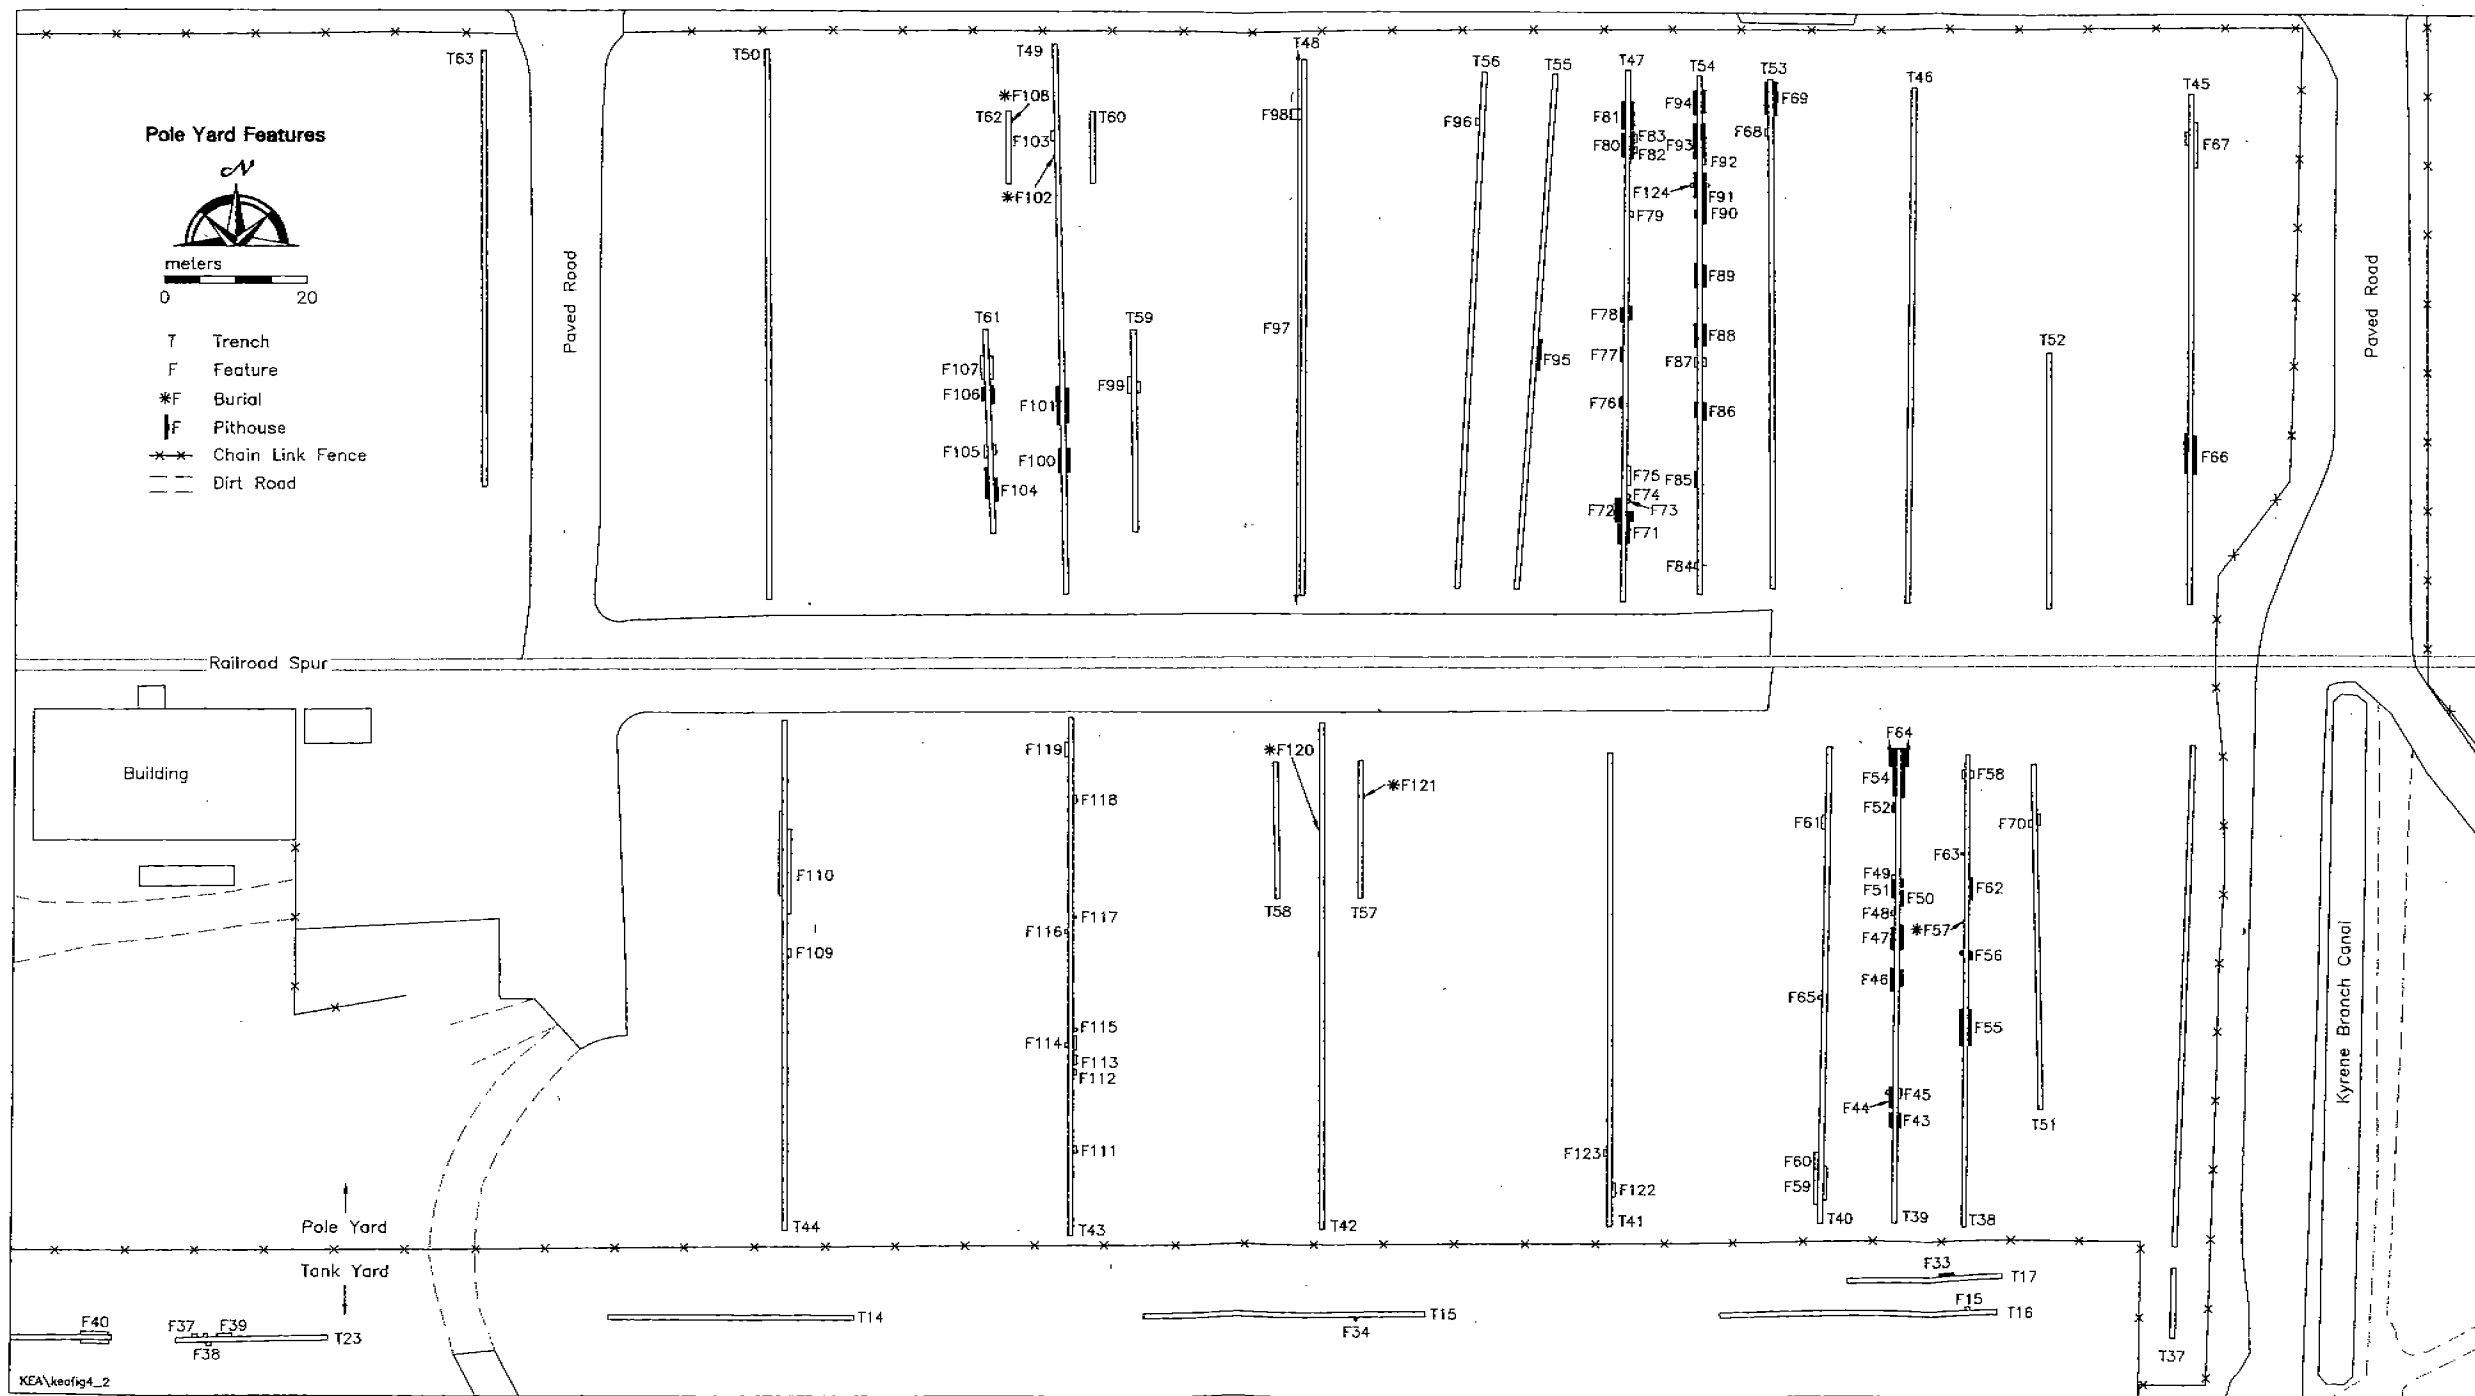 T63
T50
T49
T48
T56
T55
T47
T54
T53
T46
T45
*F108
T62
F103
T60
*F102
F98
F96
F81
F83
F80
F82
F94
F93
F92
F69
F68
F67
F124
F91
F90
F79
Pole Yard Features
N
meters
0 20
T Trench
F Feature
*F Burial
F Pithouse
Chain Link Fence
Dirt Road
Paved Road
Paved Road
F89
F78
F88
F77
F87
F76
F86
F95
F97
T61
T59
T52
F107
F106
F101
F99
F105
F100
F104
F66
F75
F85
F74
F72
F73
F71
F84
Railroad Spur
Building
F119
*F120
*F121
F118
F64
F54
F58
F52
F61
F70
F63
F110
F49
F51
F50
F62
T58
T57
F117
F116
F48
*F57
F47
F109
F56
F46
F65
F55
F115
F114
F113
F112
F45
F44
F43
T51
Kyrene Branch Canal
F111
F123
F60
F59
F122
Pole Yard
T44
T43
T42
T41
T40
T39
T38
Tank Yard
F33
T17
F15
T16
T14
T15
F34
F40
F37
F39
T23
F38
T37
KEA\keafig4_2